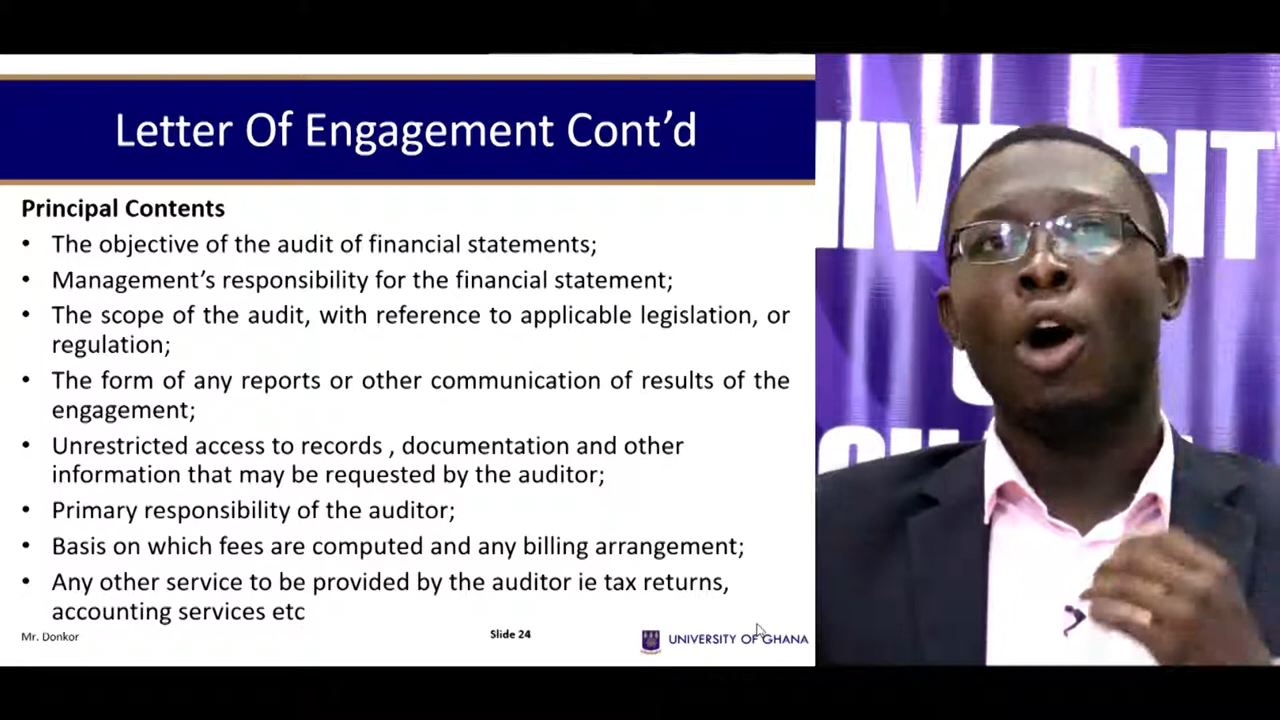 Letter Of Engagement Cont’d
Principal Contents
• The objective of the audit of financial statements;
• Management’s responsibility for the financial statement;
• The scope of the audit, with reference to applicable legislation, or
regulation;
• The form of any reports or other communication of results of the
engagement;
• Unrestricted access to records , documentation and other
information that may be requested by the auditor;
• Primary responsibility of the auditor;
• Basis on which fees are computed and any billing arrangement;
• Any other service to be provided by the auditor ie tax returns,
accounting services etc
Mr. Donkor
Slide 24
UNIVERSITY OF GHANA